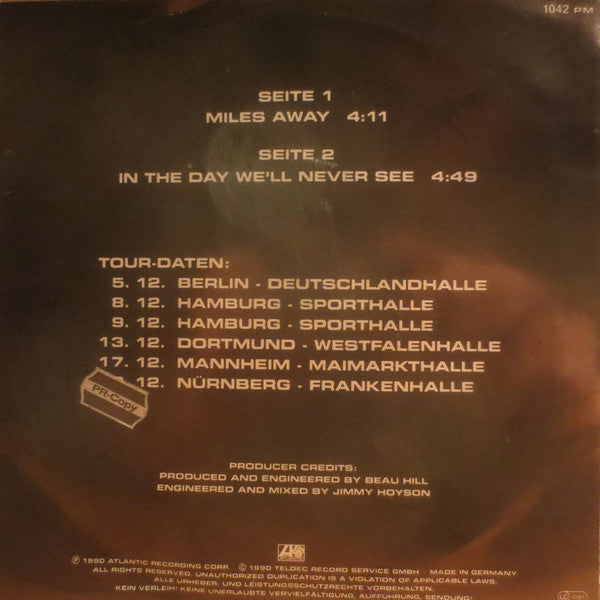 1042 PM
SEITE 1
MILES AWAY 4:11
SEITE 2
IN THE DAY WE'LL NEVER SEE 4:49
TOUR-DATEN:
5. 12. BERLIN - DEUTSCHLANDHALLE
8. 12. HAMBURG - SPORTHALLE
9. 12. HAMBURG - SPORTHALLE
13. 12. DORTMUND - WESTFALENHALLE
17. 12. MANNHEIM - MAIMARKTHALLE
12. NÜRNBERG - FRANKENHALLE
PR-Copy
PRODUCER CREDITS:
PRODUCED AND ENGINEERED BY BEAU HILL
ENGINEERED AND MIXED BY JIMMY HOYSON
℗ 1990 ATLANTIC RECORDING CORP. © 1990 TELDEC RECORD SERVICE GMBH · MADE IN GERMANY
ALL RIGHTS RESERVED. UNAUTHORIZED DUPLICATION IS A VIOLATION OF APPLICABLE LAWS.
ALLE URHEBER- UND LEISTUNGSSCHUTZRECHTE VORBEHALTEN.
KEIN VERLEIH! KEINE UNERLAUBTE VERVIELFÄLTIGUNG, AUFFÜHRUNG, SENDUNG!